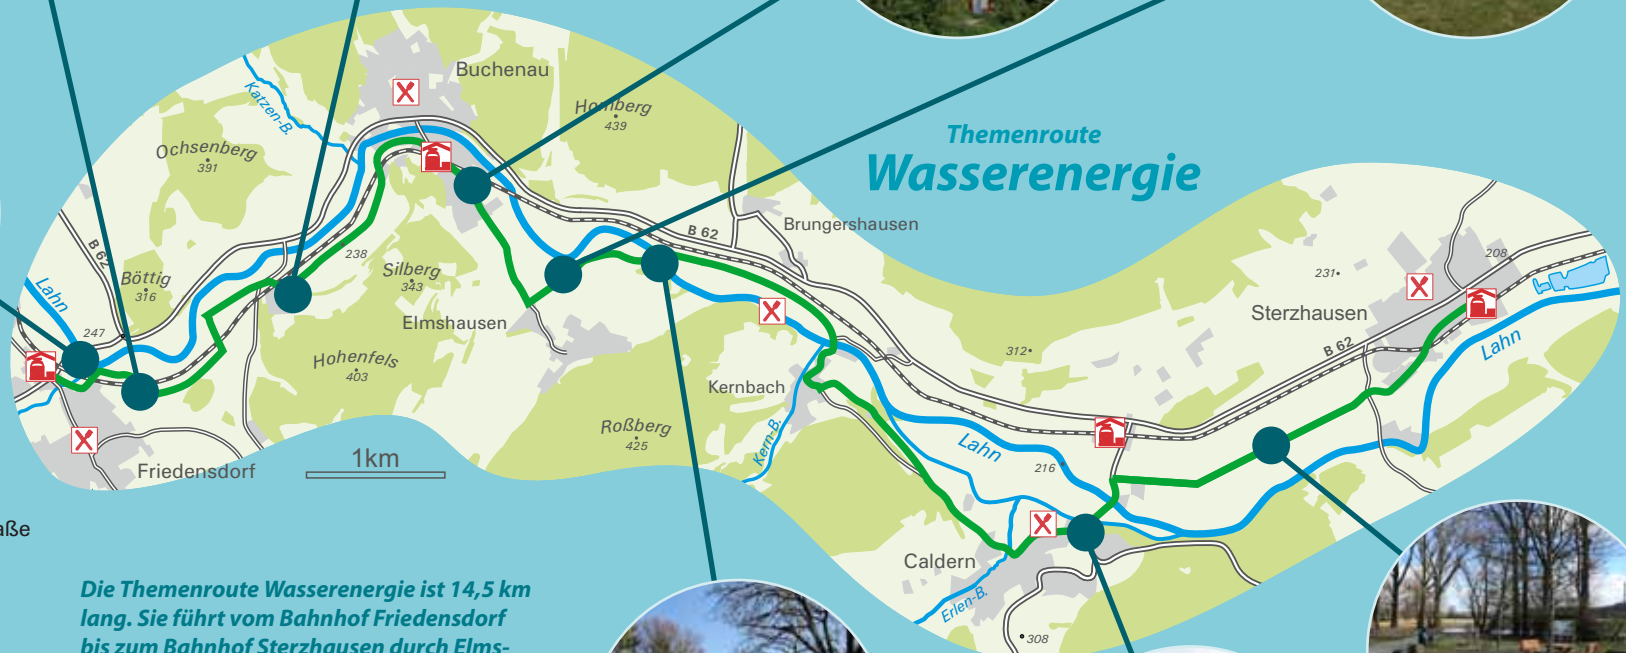 Buchenau
Katzen-B.
Homberg
439
Themenroute
Wasserenergie
Ochsenberg
391
Brungershausen
B 62
B 62
238
Silberg
343
208
231
Böttig
316
Lahn
Sterzhausen
Elmshausen
247
Hohenfels
403
312
B 62
Lahn
Kernbach
Roßberg
425
Kern-B.
Lahn
216
1km
Friedensdorf
aße
Caldern
Erlen-B.
308
Die Themenroute Wasserenergie ist 14,5 km
lang. Sie führt vom Bahnhof Friedensdorf
bis zum Bahnhof Sterzhausen durch Elms-